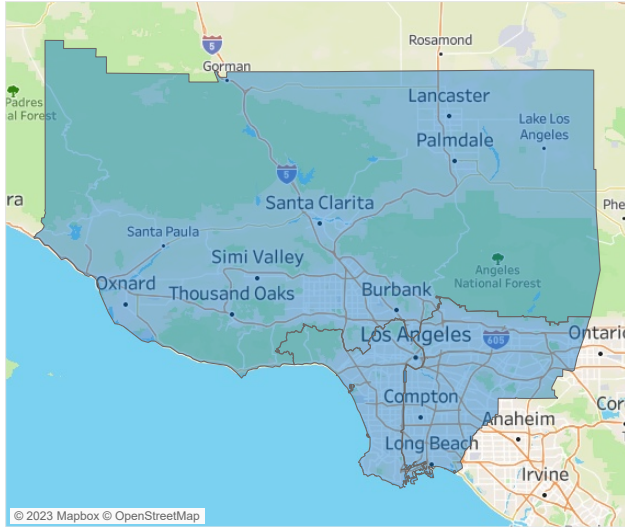 5
Rosamond
Gorman
Padres
al Forest
Lancaster
Lake Los
Angeles
Palmdale
5
ra
Santa Clarita
Phe
Santa Paula
Simi Valley
Angeles
National Forest
Oxnard
Thousand Oaks
Burbank
Los Angeles
605
Ontario
Compton
Cor
Anaheim
Long Beach
Irvine
© 2023 Mapbox © OpenStreetMap